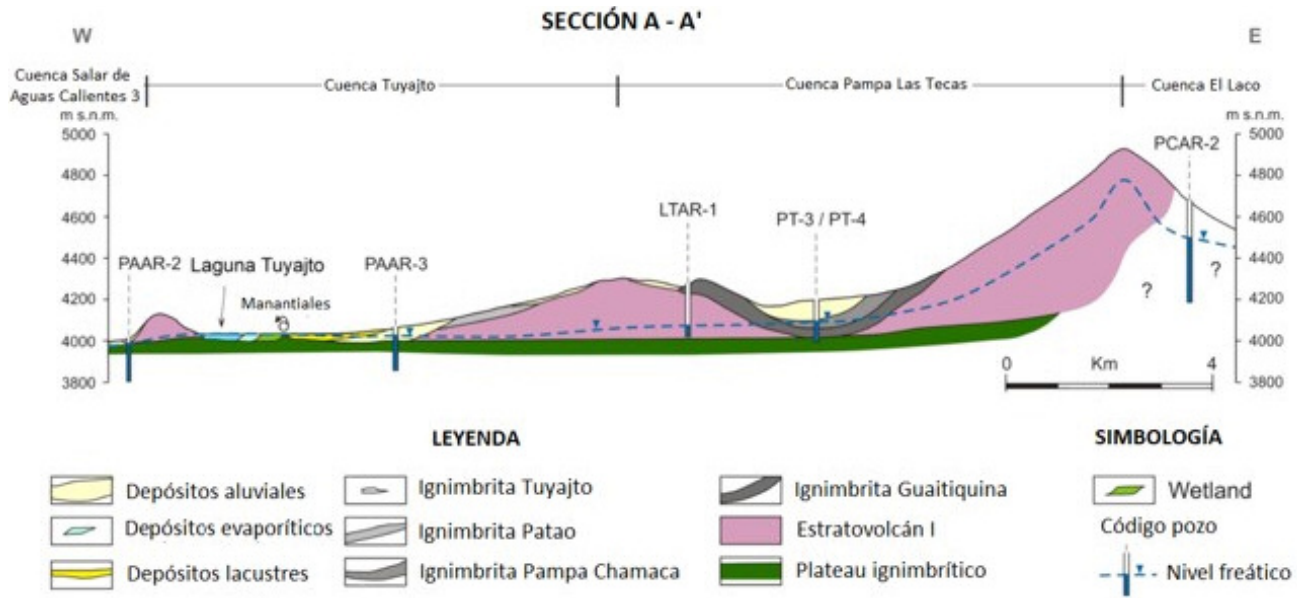 SECCIÓN A - A'
W
E
Cuenca Salar de
Aguas Calientes 3
Cuenca Tuyajto
Cuenca Pampa Las Tecas
Cuenca El Laco
m s.n.m.
m s.n.m.
5000
4800
4600
4400
4200
4000
3800
5000
4800
4600
4400
4200
4000
3800
PAAR-2
Laguna Tuyajto
Manantiales
PAAR-3
LTAR-1
PT-3 / PT-4
PCAR-2
?
?
0
Km
4
LEYENDA
Depósitos aluviales
Depósitos evaporíticos
Depósitos lacustres
Ignimbrita Tuyajto
Ignimbrita Patao
Ignimbrita Pampa Chamaca
Ignimbrita Guaitiquina
Estratovolcán I
Plateau ignimbrítico
SIMBOLOGÍA
Wetland
Código pozo
Nivel freático